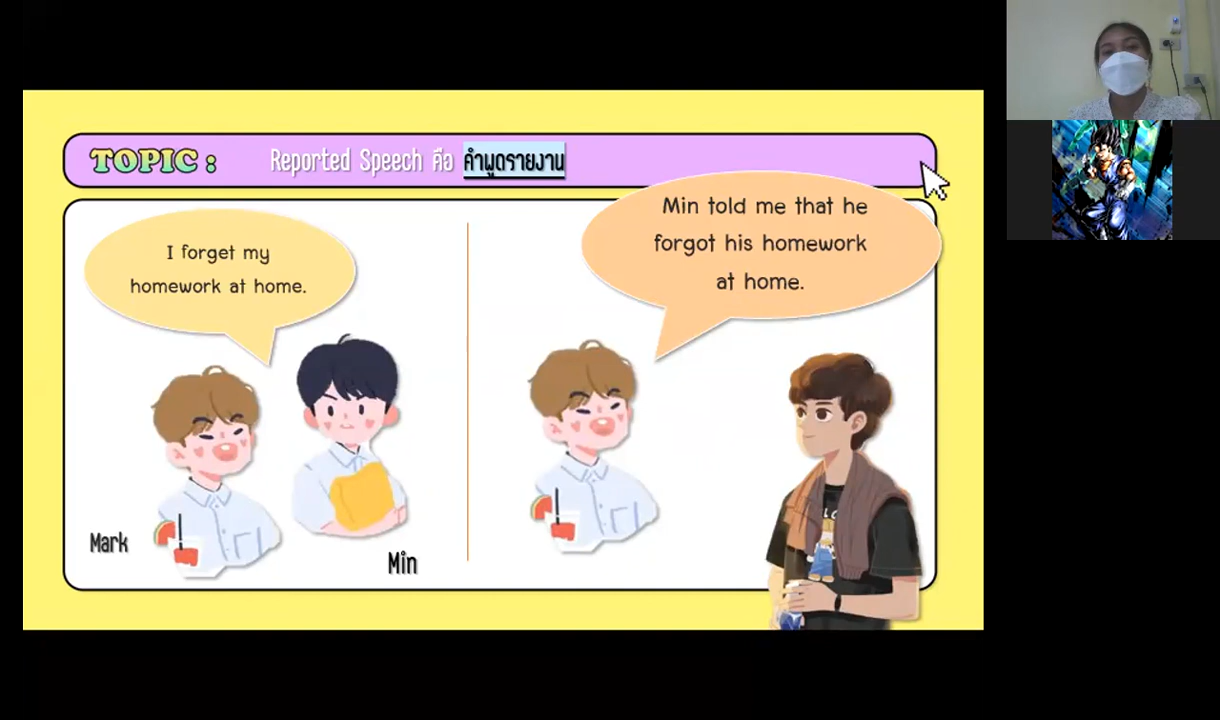 TOPIC : Reported Speech คือ คำพูดรายงาน
I forget my
homework at home.
Min told me that he
forgot his homework
at home.
Mark
Min